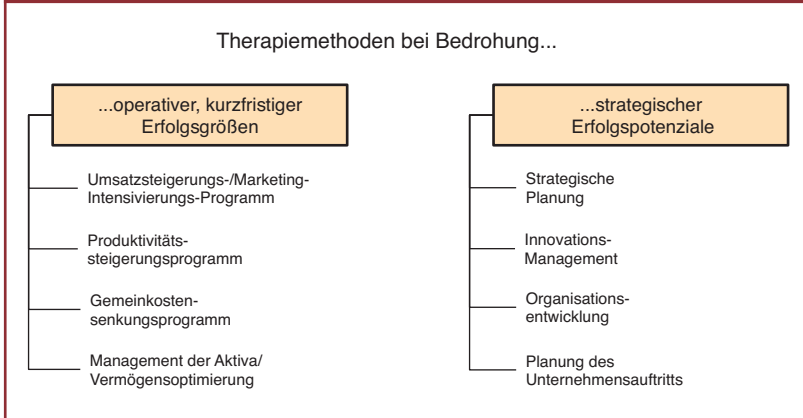 Therapiemethoden bei Bedrohung...
...operativer, kurzfristiger
Erfolgsgrößen
Umsatzsteigerungs-/Marketing-
Intensivierungs-Programm
Produktivitäts-
steigerungsprogramm
Gemeinkosten-
senkungsprogramm
Management der Aktiva/
Vermögensoptimierung
...strategischer
Erfolgspotenziale
Strategische
Planung
Innovations-
Management
Organisations-
entwicklung
Planung des
Unternehmensauftritts